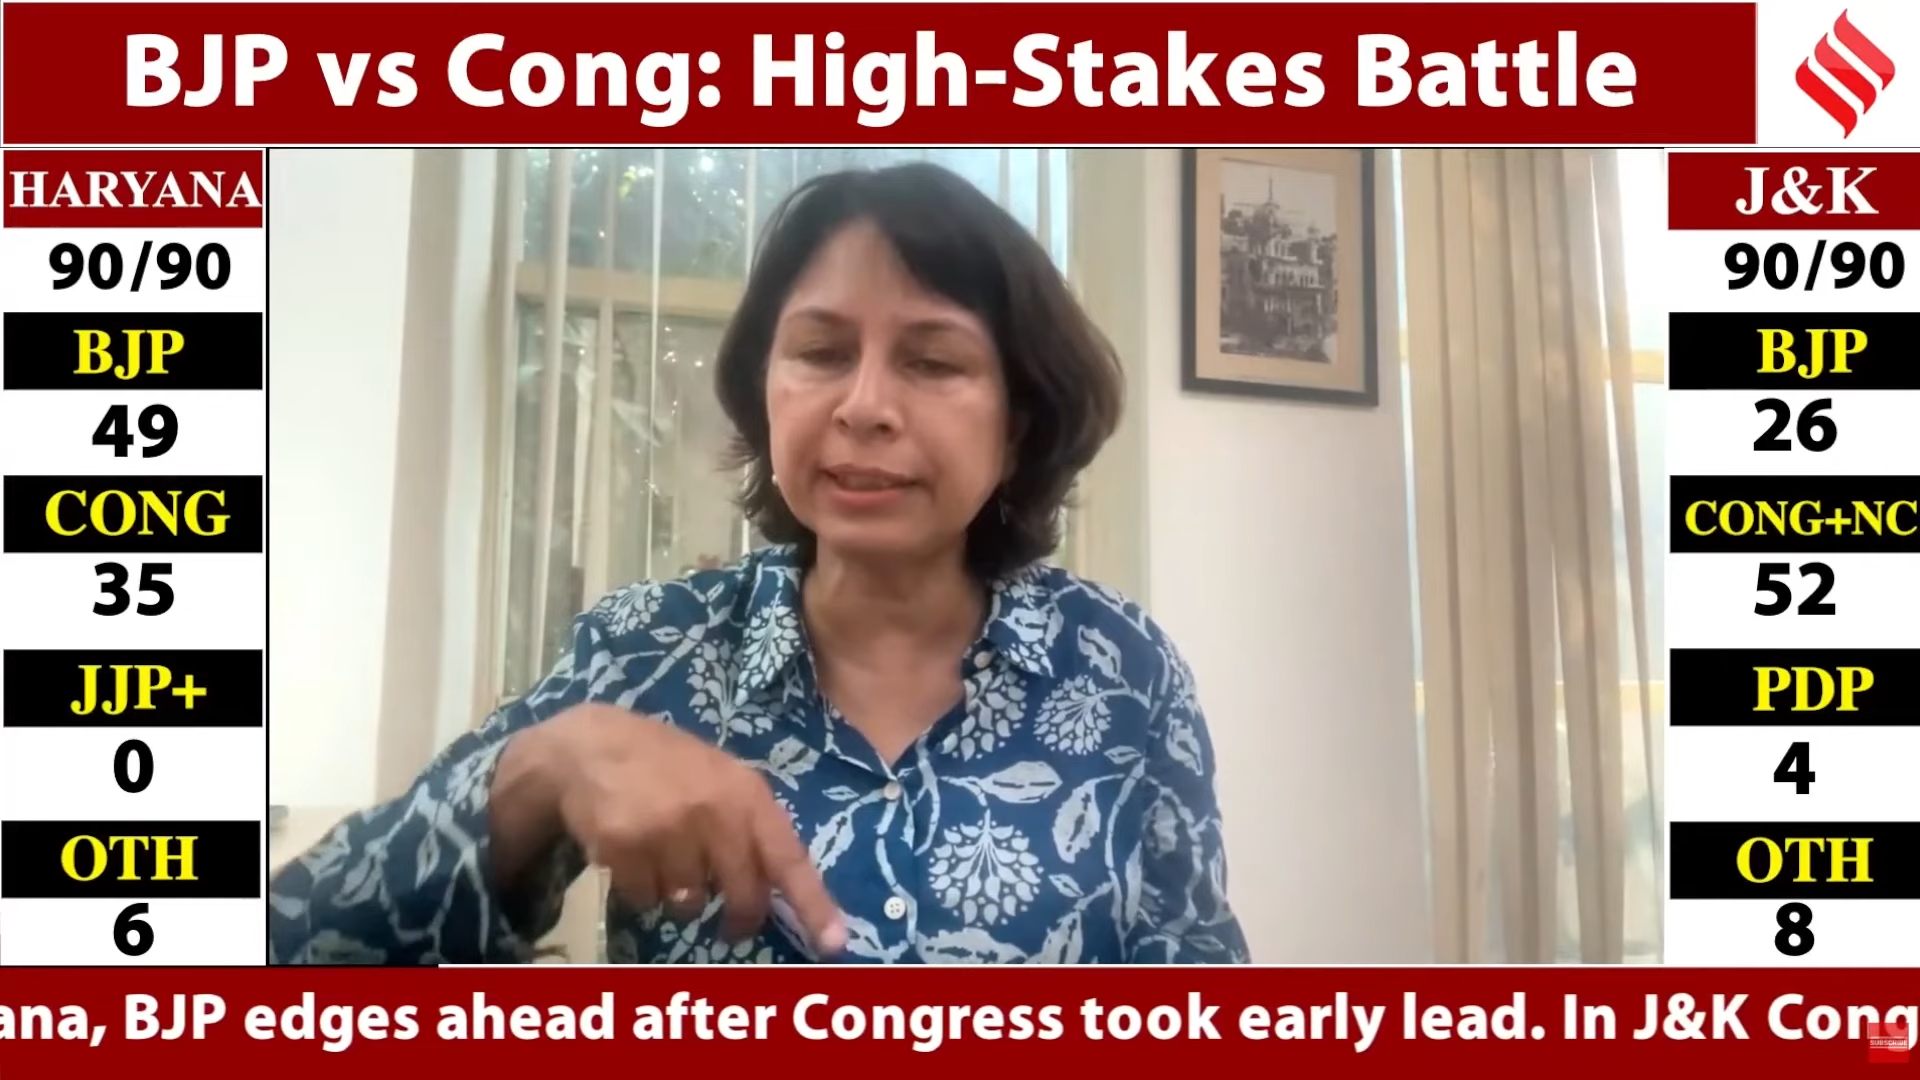 BJP vs Cong: High-Stakes Battle
HARYANA
90/90
BJP
49
CONG
35
JJP+
0
OTH
6
J&K
90/90
BJP
26
CONG+NC
52
PDP
4
OTH
8
ana, BJP edges ahead after Congress took early lead. In J&K Cong
SUBSCRIBE